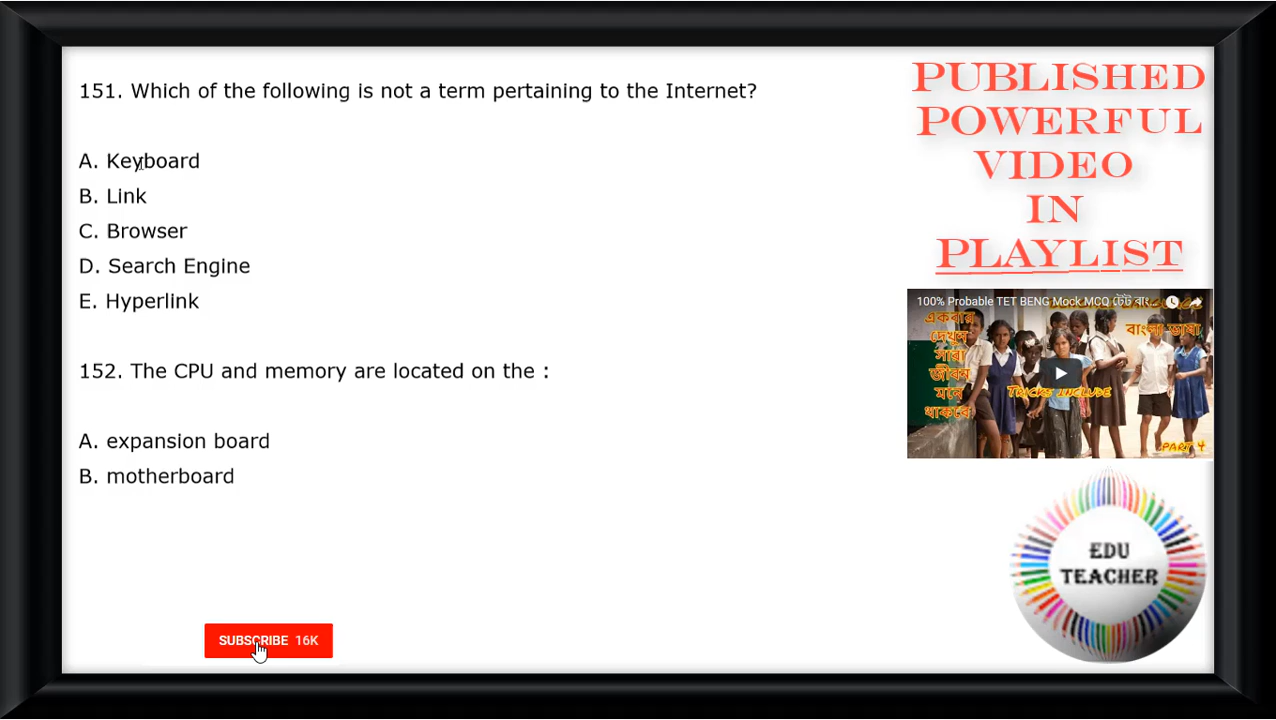 151. Which of the following is not a term pertaining to the Internet?
A. Keyboard
B. Link
C. Browser
D. Search Engine
E. Hyperlink
152. The CPU and memory are located on the :
A. expansion board
B. motherboard
SUBSCRIBE 16K
PUBLISHED
POWERFUL
VIDEO
IN
PLAYLIST
100% Probable TET BENG Mock MCQ টেট বাং...
একবার
দেখুন
সারা
জীবন
মনে
থাকবে
বাংলা ভাষা
TRICKS INCLUDE
PART 4
EDU
TEACHER